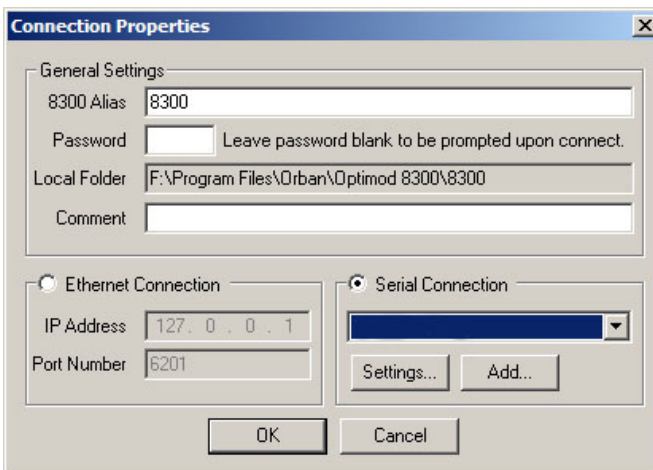 Connection Properties
General Settings
8300 Alias 8300
Password Leave password blank to be prompted upon connect.
Local Folder F:\Program Files\Orban\Optimod 8300\8300
Comment
Ethernet Connection
IP Address 127. 0 . 0 . 1
Port Number 6201
Serial Connection
Settings... Add...
OK Cancel